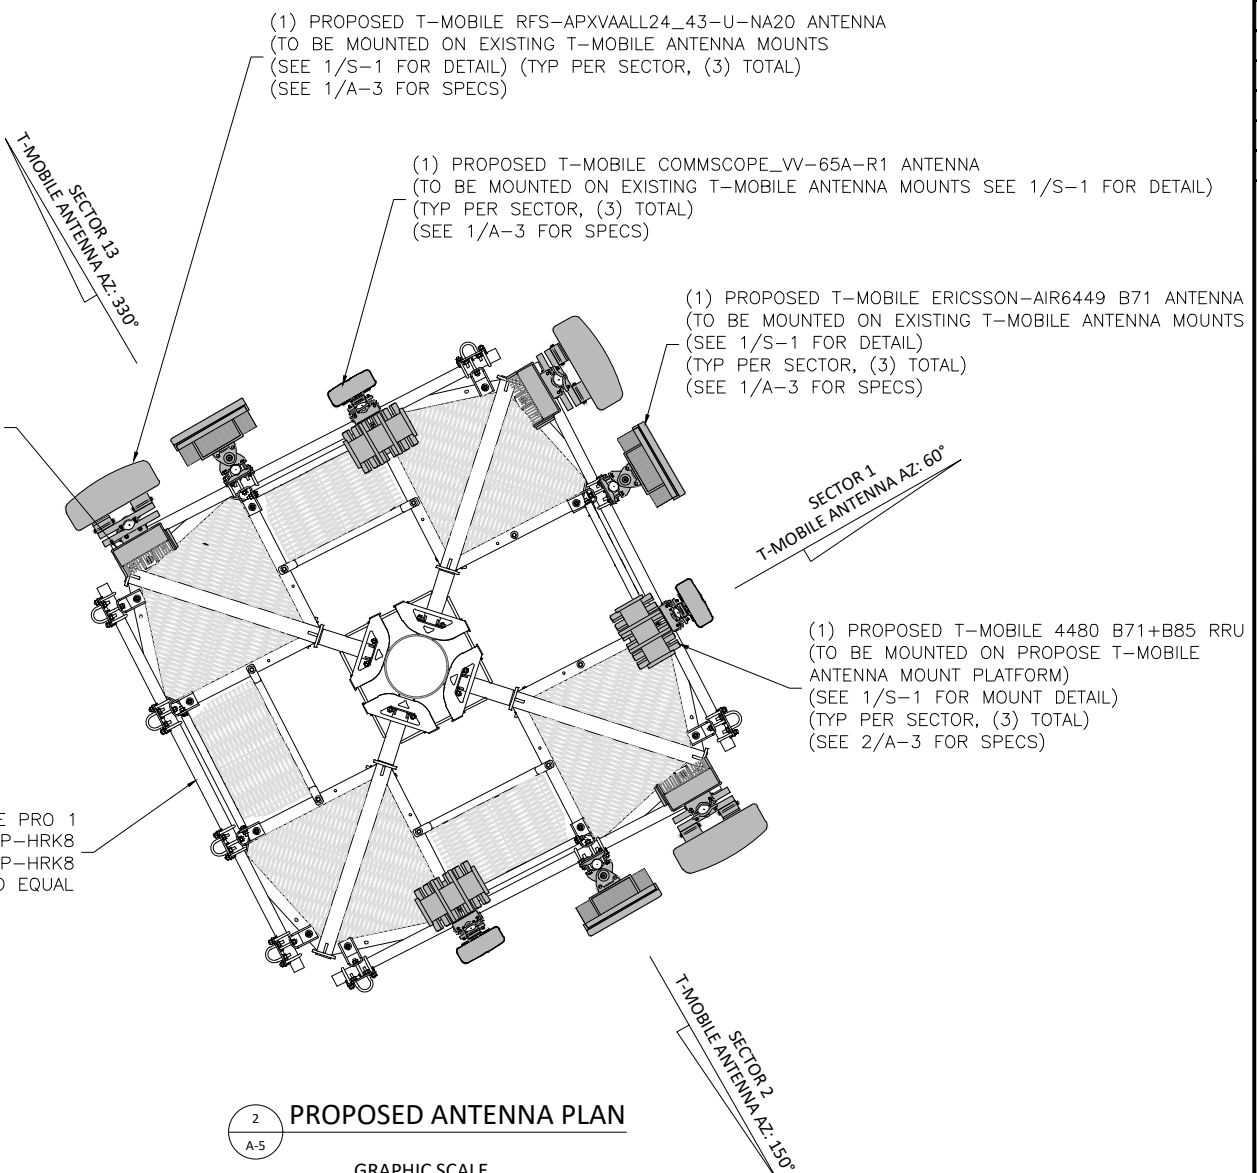 (1) PROPOSED T-MOBILE RFS-APXVAALL24_43-U-NA20 ANTENNA
(TO BE MOUNTED ON EXISTING T-MOBILE ANTENNA MOUNTS
(SEE 1/S-1 FOR DETAIL) (TYP PER SECTOR, (3) TOTAL)
(SEE 1/A-3 FOR SPECS)
(1) PROPOSED T-MOBILE COMMSCOPE_VV-65A-R1 ANTENNA
(TO BE MOUNTED ON EXISTING T-MOBILE ANTENNA MOUNTS SEE 1/S-1 FOR DETAIL)
(TYP PER SECTOR, (3) TOTAL)
(SEE 1/A-3 FOR SPECS)
SECTOR 13
T-MOBILE ANTENNA AZ: 330°
(1) PROPOSED T-MOBILE ERICSSON-AIR6449 B71 ANTENNA
(TO BE MOUNTED ON EXISTING T-MOBILE ANTENNA MOUNTS
(SEE 1/S-1 FOR DETAIL)
(TYP PER SECTOR, (3) TOTAL)
(SEE 1/A-3 FOR SPECS)
SECTOR 1
T-MOBILE ANTENNA AZ: 60°
(1) PROPOSED T-MOBILE 4480 B71+B85 RRU
(TO BE MOUNTED ON PROPOSE T-MOBILE
ANTENNA MOUNT PLATFORM)
(SEE 1/S-1 FOR MOUNT DETAIL)
(TYP PER SECTOR, (3) TOTAL)
(SEE 2/A-3 FOR SPECS)
E PRO 1
P-HRK8
P-HRK8
EQUAL
SECTOR 2
T-MOBILE ANTENNA AZ: 150°
2
A-5
PROPOSED ANTENNA PLAN
GRAPHIC SCALE